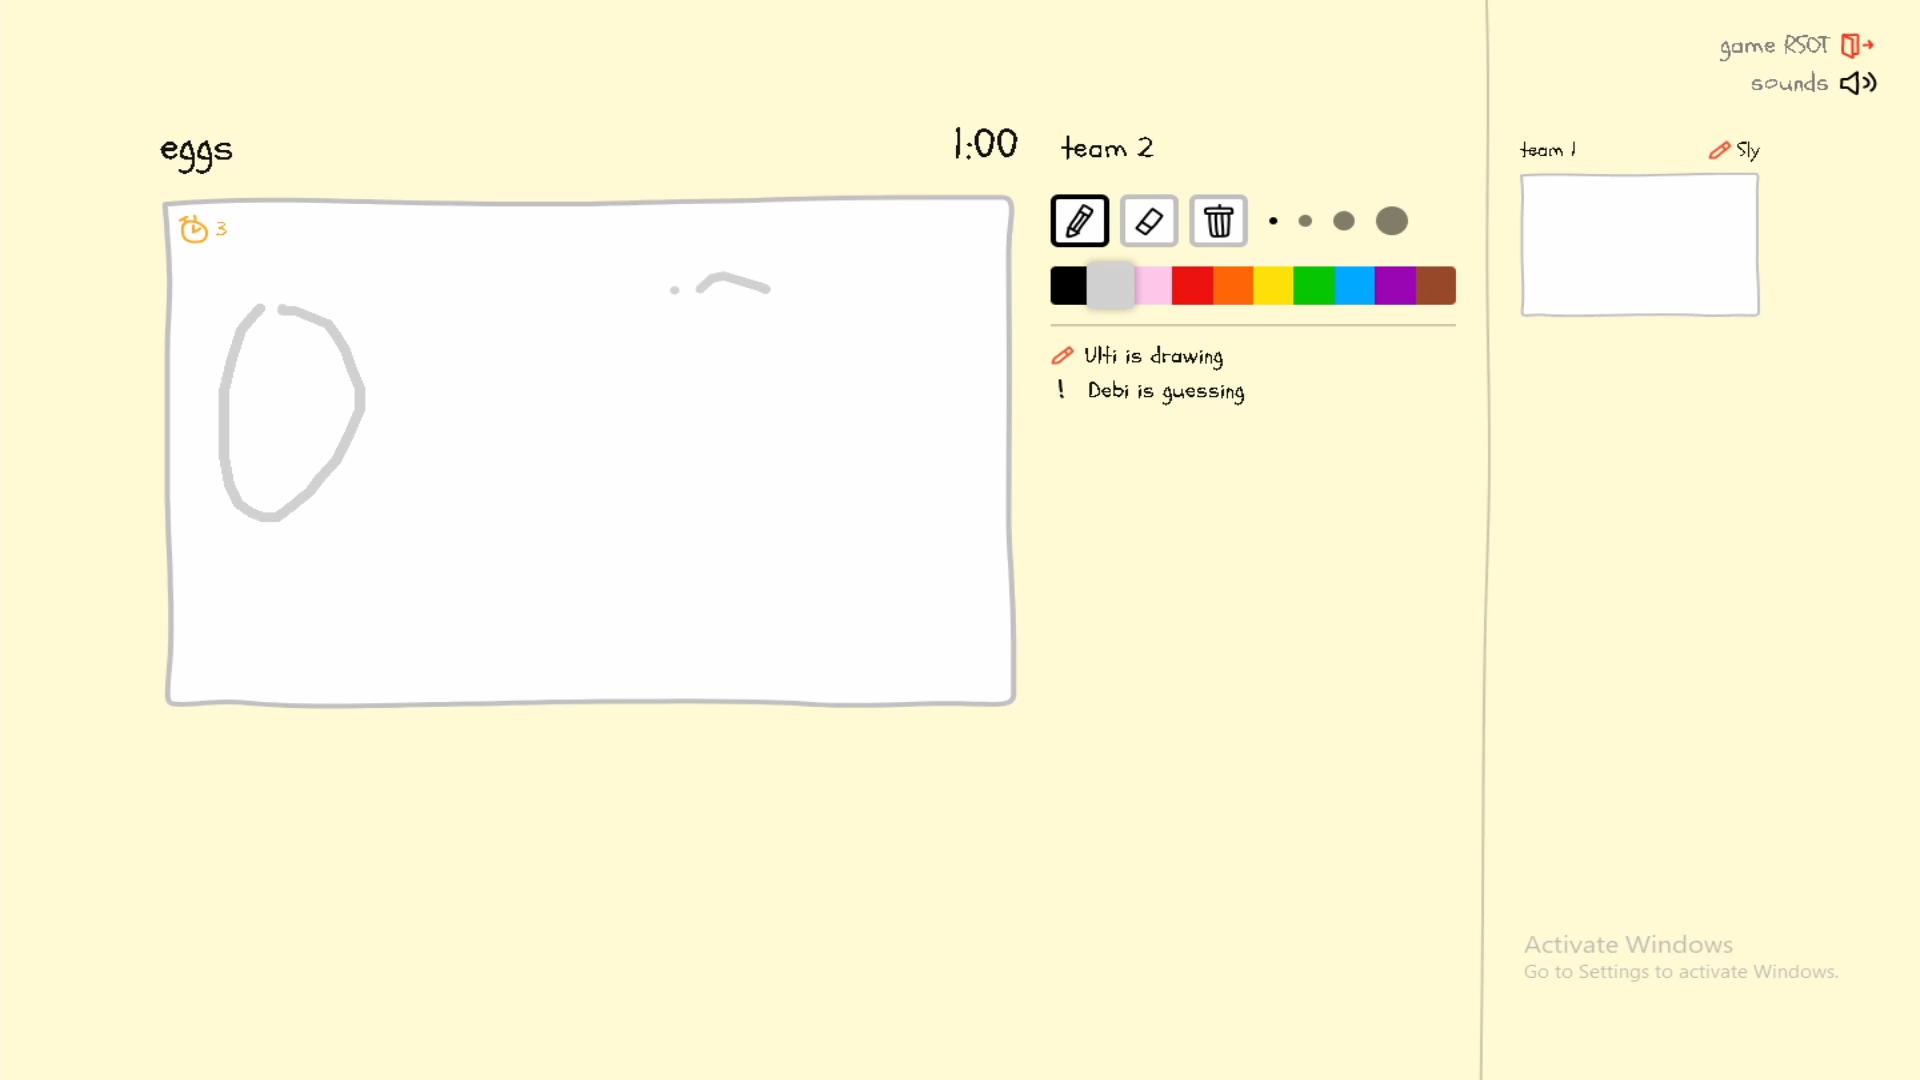 game RSOT
sounds
eggs
1:00
team 2
team 1
Sly
3
Ulti is drawing
! Debi is guessing
Activate Windows
Go to Settings to activate Windows.